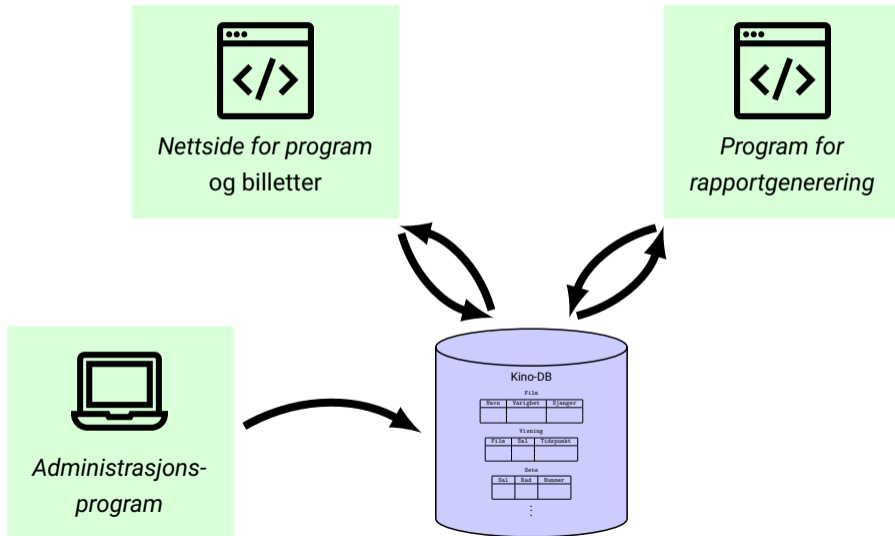 Nettside for program
og billetter
Program for
rapportgenerering
Administrasjons-
program
Kino-DB
Film
Navn Varighet Sjanger
Visning
Film Sal Tidspunkt
Sete
Sal Rad Nummer
⋮